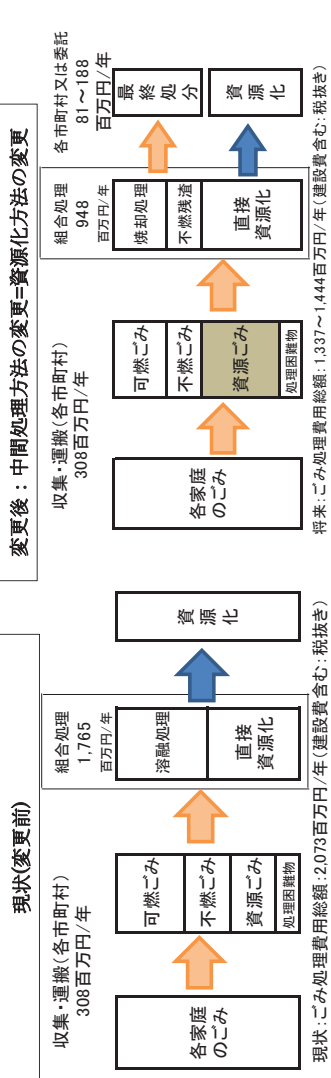 現状(変更前)
収集・運搬(各市町村)
308百万円/年
組合処理
1,765
百万円/年
各家庭
のごみ
可燃ごみ
不燃ごみ
資源ごみ
処理困難物
溶融処理
直接
資源化
資源化
現状:ごみ処理費用総額:2,073百万円/年(建設費含む:税抜き)
変更後:中間処理方法の変更=資源化方法の変更
収集・運搬(各市町村)
308百万円/年
組合処理
948
百万円/年
各市町村又は委託
81~188
百万円/年
各家庭
のごみ
可燃ごみ
不燃ごみ
資源ごみ
処理困難物
焼却処理
不燃残渣
直接
資源化
最終処分
資源化
将来:ごみ処理費用総額:1,337~1,444百万円/年(建設費含む:税抜き)